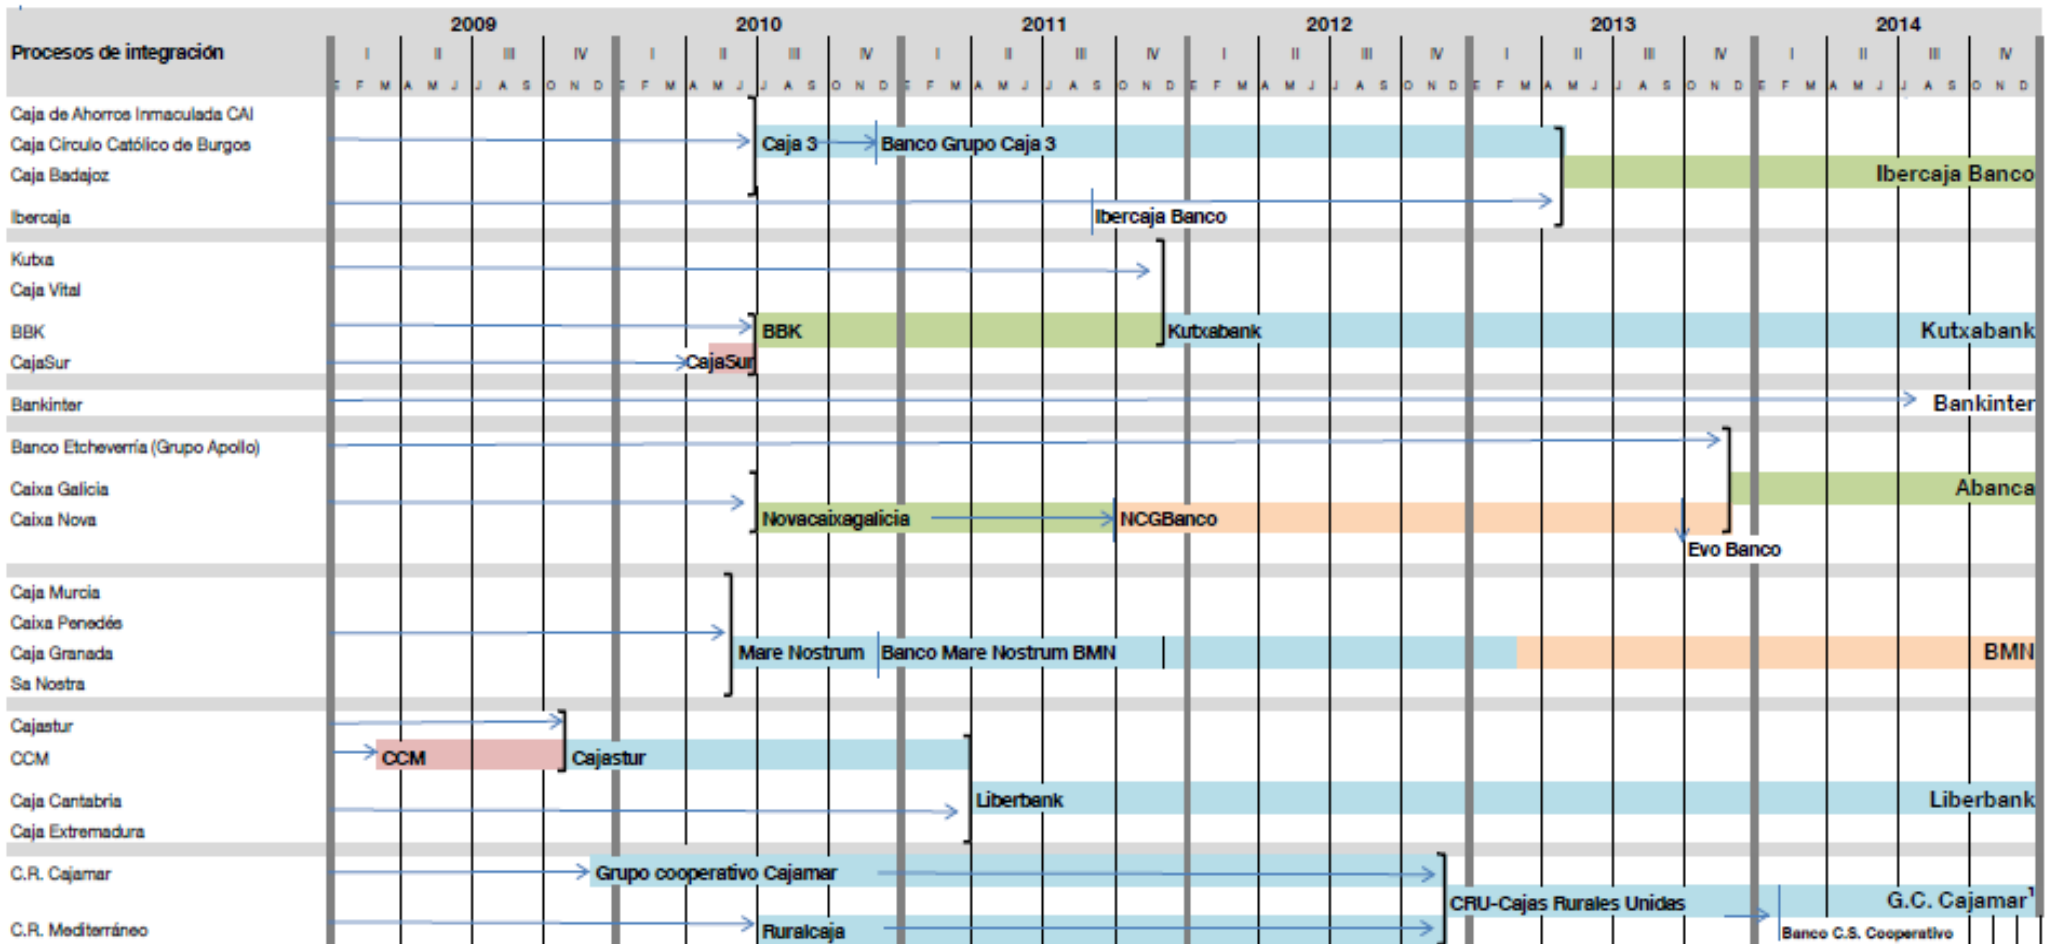 2009 2010 2011 2012 2013 2014
Procesos de integración I II III IV I II III IV I II III IV I II III IV I II III IV I II III IV
E F M A M J J A S O N D E F M A M J J A S O N D E F M A M J J A S O N D E F M A M J J A S O N D E F M A M J J A S O N D E F M A M J J A S O N D
Caja de Ahorros Inmaculada CAI
Caja Círculo Católico de Burgos Caja 3 Banco Grupo Caja 3
Caja Badajoz Ibercaja Banco
Ibercaja Ibercaja Banco
Kutxa
Caja Vital
BBK BBK Kutxabank Kutxabank
CajaSur CajaSur
Bankinter Bankinter
Banco Etcheverría (Grupo Apollo)
Caixa Galicia Abanca
Caixa Nova Novacaixagalicia NCGBanco
Evo Banco
Caja Murcia
Caixa Penedés
Caja Granada Mare Nostrum Banco Mare Nostrum BMN BMN
Sa Nostra
Cajastur
CCM CCM Cajastur
Caja Cantabria Liberbank Liberbank
Caja Extremadura
C.R. Cajamar Grupo cooperativo Cajamar
CRU-Cajas Rurales Unidas G.C. Cajamar¹
C.R. Mediterráneo Ruralcaja Banco C.S. Cooperativo